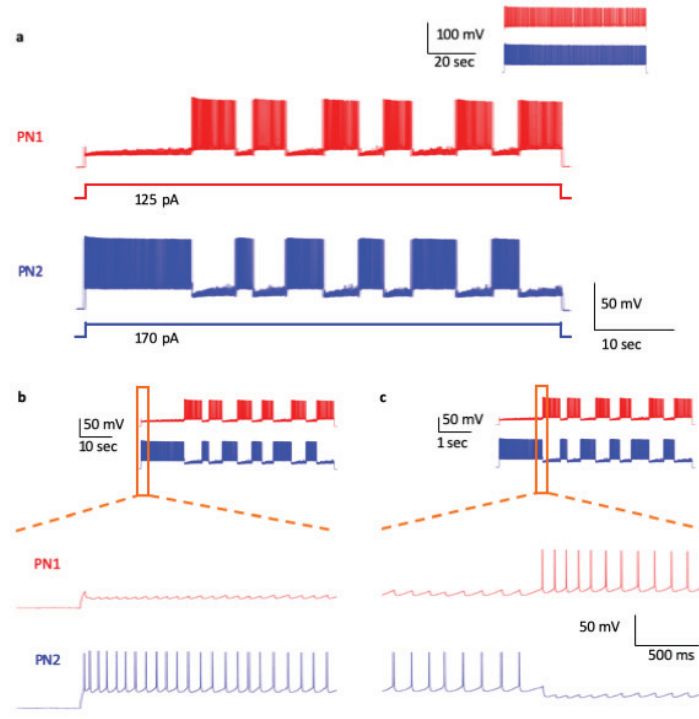 a
100 mV
20 sec
PN1
125 pA
PN2
50 mV
170 pA
10 sec
b
c
50 mV
10 sec
50 mV
1 sec
PN1
50 mV
500 ms
PN2